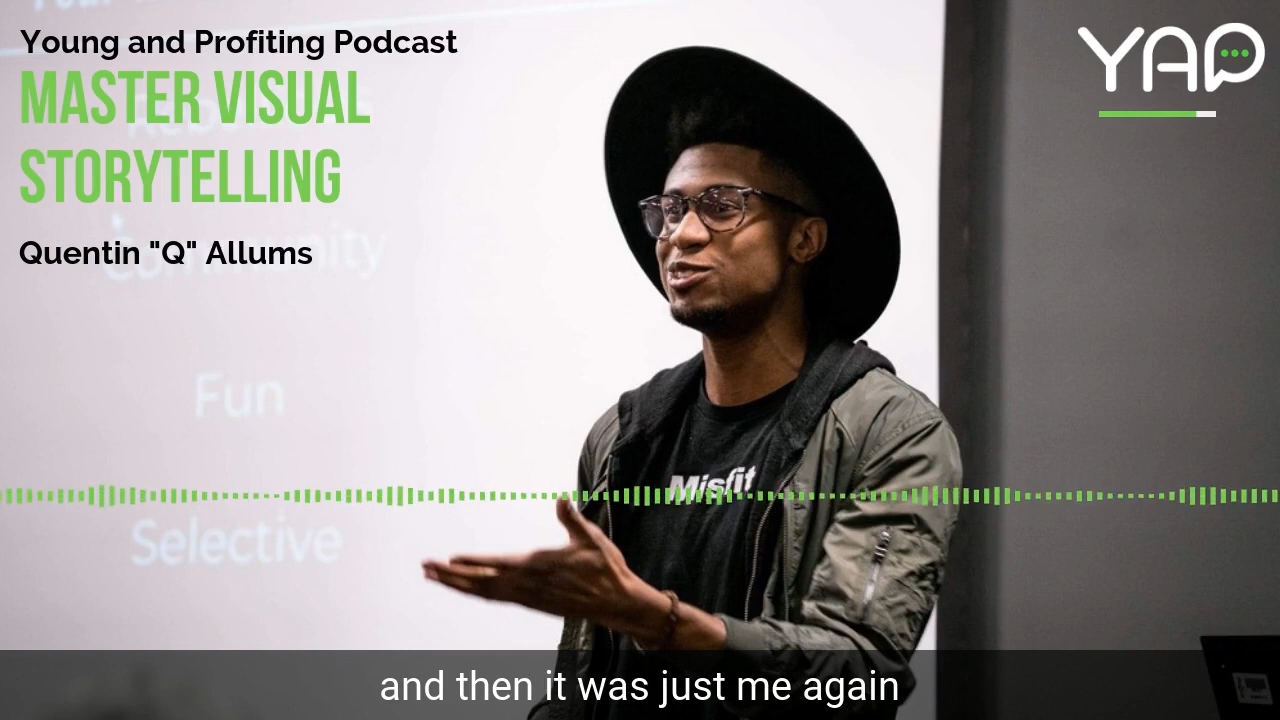 Young and Profiting Podcast
MASTER VISUAL
STORYTELLING
Quentin "Q" Allums
YAP
Fun
Selective
Misfit
and then it was just me again